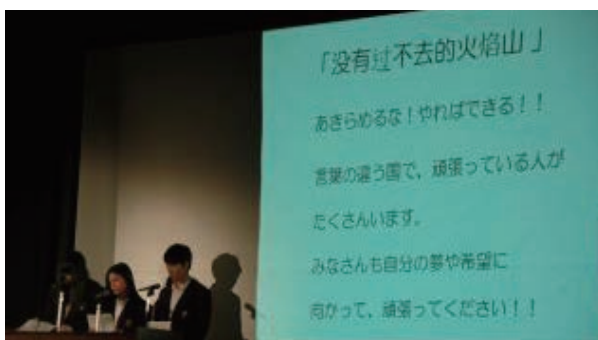 「没有过不去的火焰山」
あきらめるな！やればできる！！
言葉の違う国で、頑張っている人が
たくさんいます。
みなさんも自分の夢や希望に
向かって、頑張ってください！！